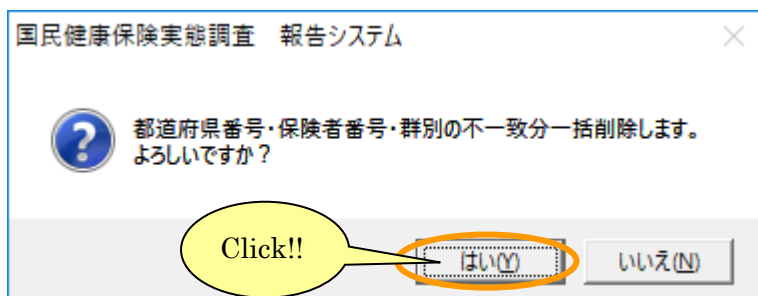 国民健康保険実態調査　報告システム
都道府県番号・保険者番号・群別の不一致分一括削除します。
よろしいですか？
Click!!
はい(Y)
いいえ(N)